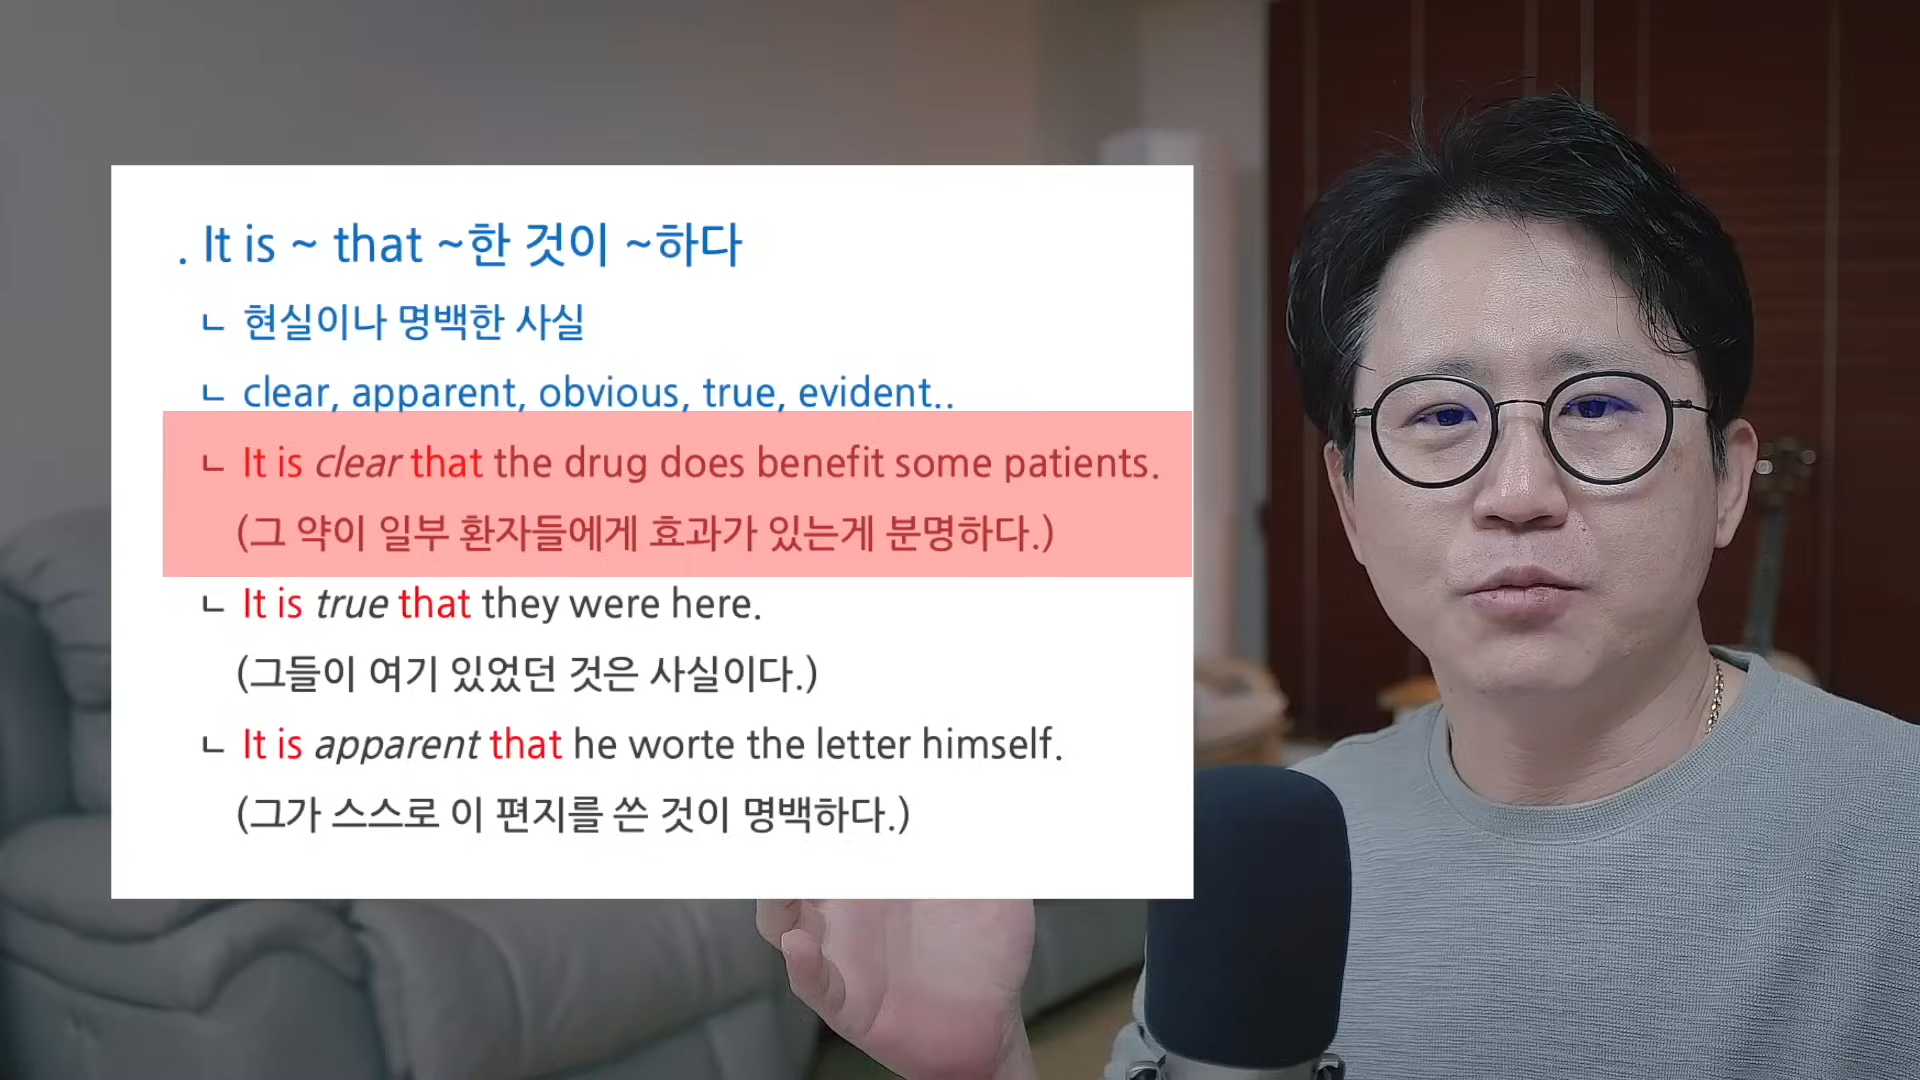 . It is ~ that ~한 것이 ~하다
ㄴ 현실이나 명백한 사실
ㄴ clear, apparent, obvious, true, evident..
ㄴ It is clear that the drug does benefit some patients.
(그 약이 일부 환자들에게 효과가 있는게 분명하다.)
ㄴ It is true that they were here.
(그들이 여기 있었던 것은 사실이다.)
ㄴ It is apparent that he worte the letter himself.
(그가 스스로 이 편지를 쓴 것이 명백하다.)